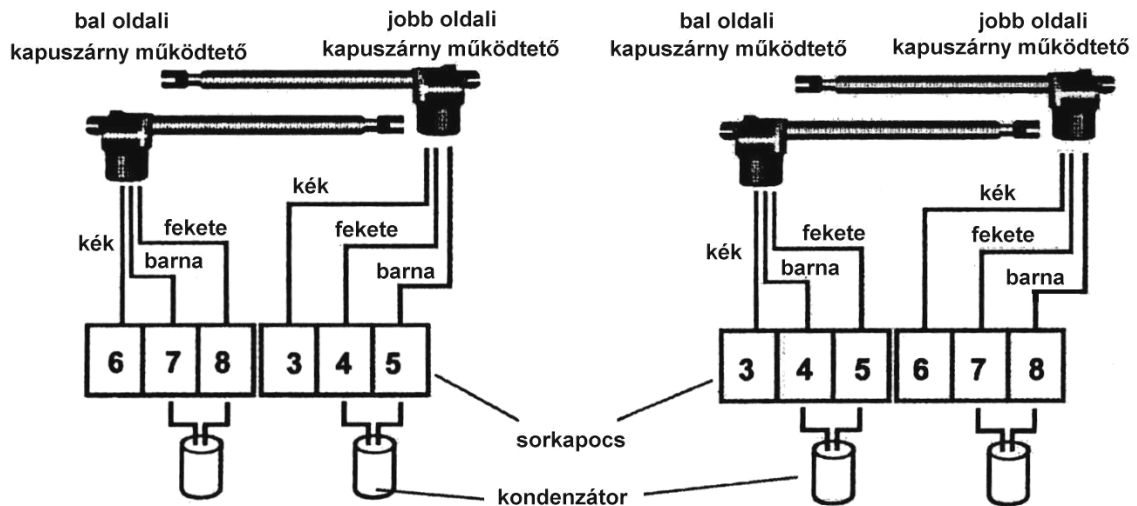 bal oldali
kapuszárny működtető
jobb oldali
kapuszárny működtető
kék
fekete
barna
kék
fekete
barna
6 7 8
3 4 5
bal oldali
kapuszárny működtető
jobb oldali
kapuszárny működtető
kék
fekete
barna
kék
fekete
barna
3 4 5
6 7 8
sorkapocs
kondenzátor